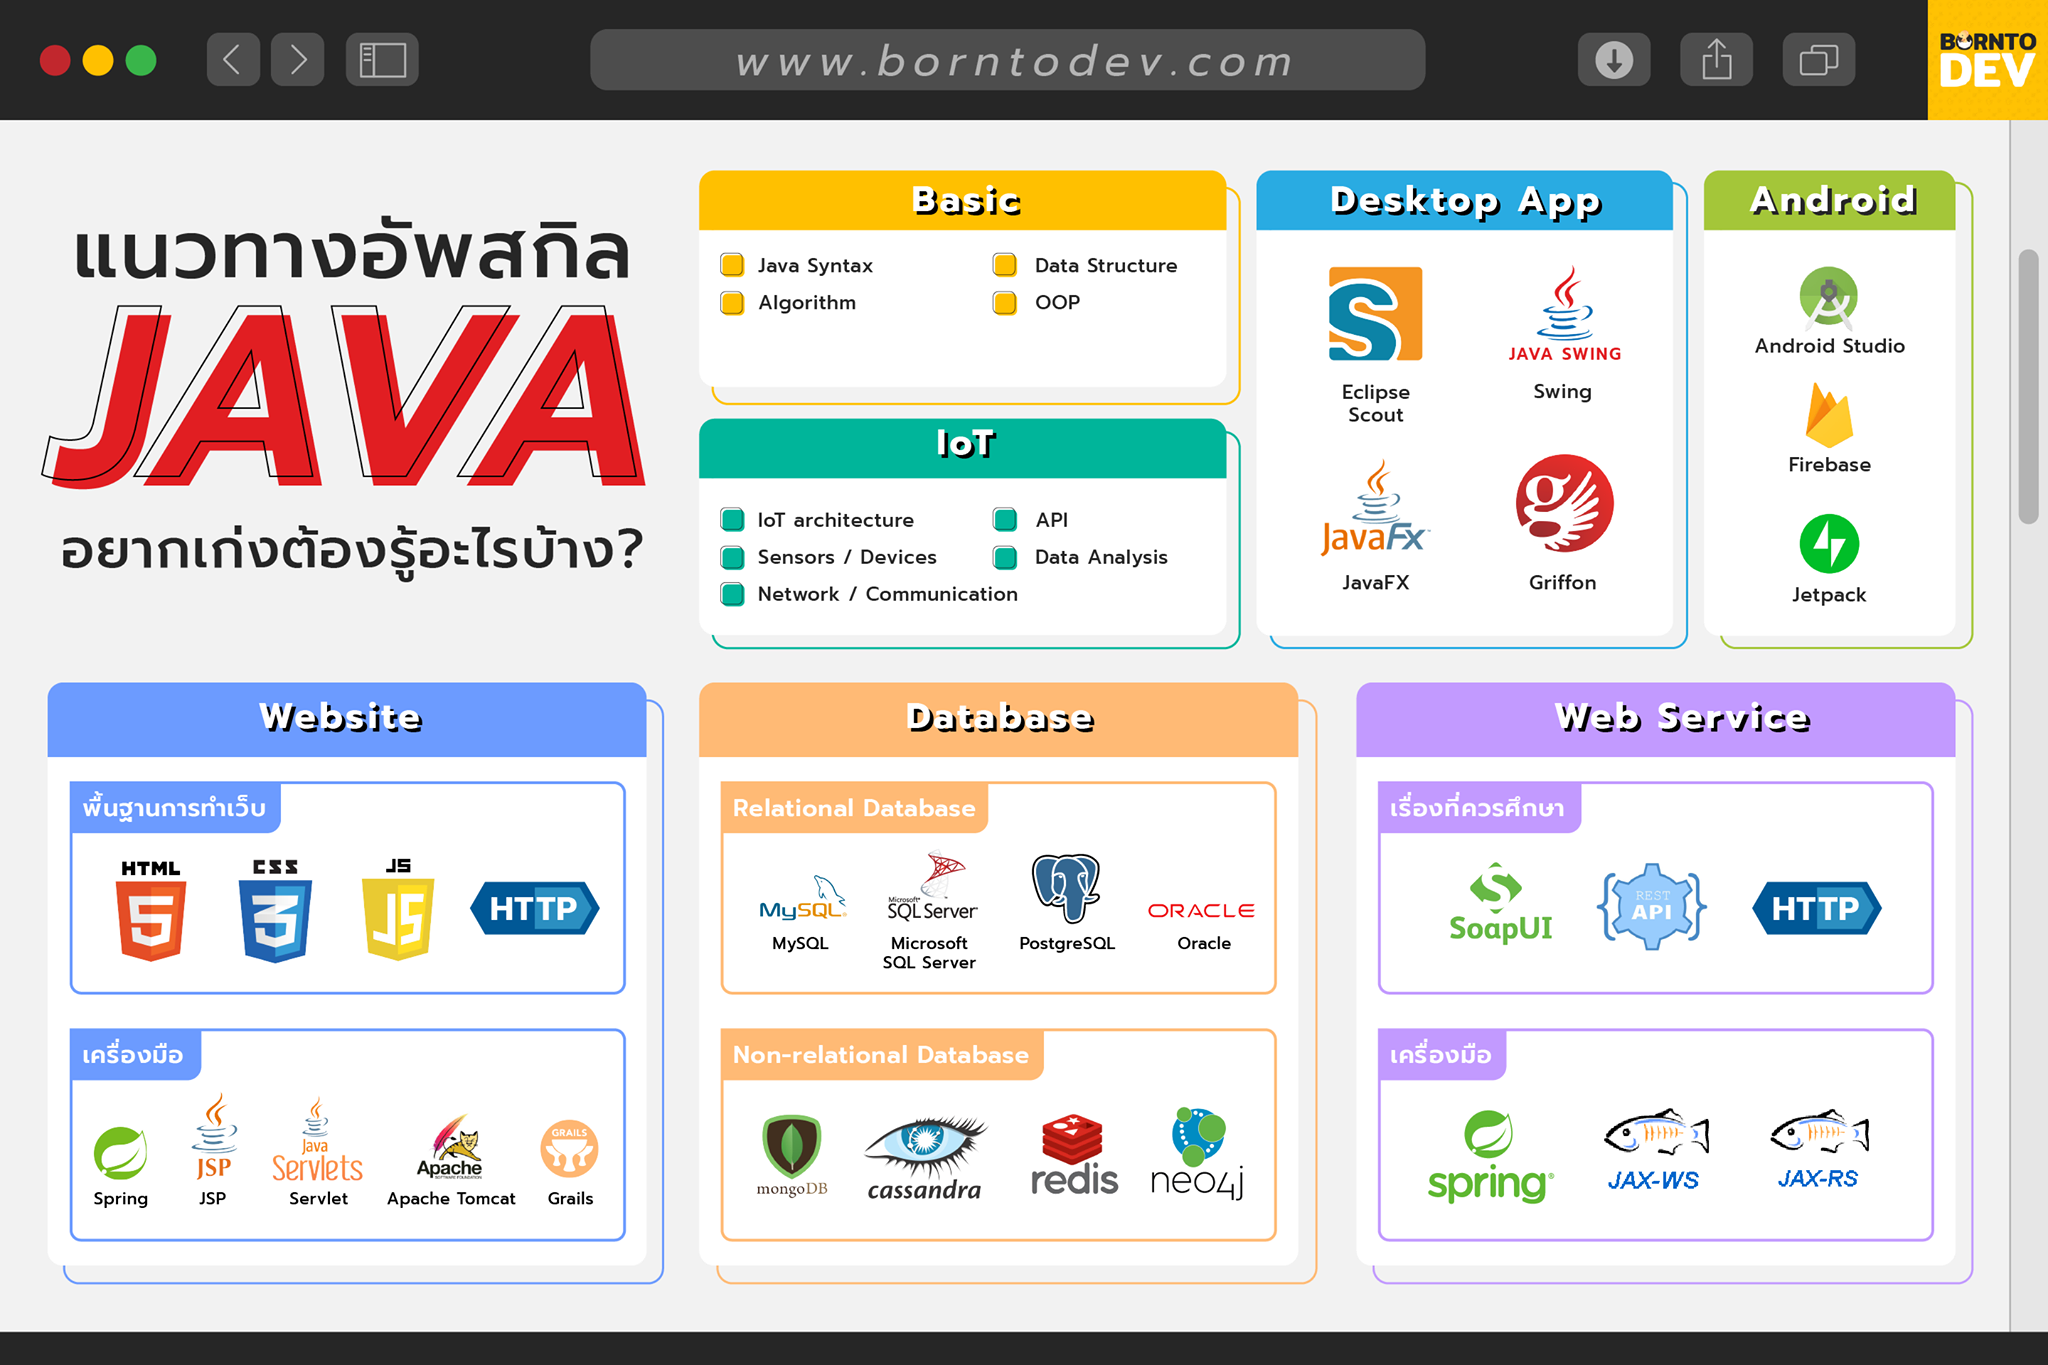 www.borntodev.com
BORNTO
DEV
แนวทางอัพสกิล
JAVA
อยากเก่งต้องรู้อะไรบ้าง?
Basic
Java Syntax
Data Structure
Algorithm
OOP
IoT
IoT architecture
API
Sensors / Devices
Data Analysis
Network / Communication
Desktop App
JAVA SWING
Eclipse
Scout
Swing
JavaFx™
g
JavaFX
Griffon
Android
Android Studio
Firebase
Jetpack
Website
พื้นฐานการทำเว็บ
HTML
5
CSS
3
JS
JS
HTTP
เครื่องมือ
Spring
JSP
JSP
Java
Servlets
Servlet
Apache
SOFTWARE FOUNDATION
Apache Tomcat
GRAILS
Grails
Database
Relational Database
MySQL®
MySQL
Microsoft®
SQL Server®
Microsoft
SQL Server
PostgreSQL
ORACLE
Oracle
Non-relational Database
mongoDB
cassandra
redis
neo4j
Web Service
เรื่องที่ควรศึกษา
S
SoapUI
{ REST
API }
HTTP
เครื่องมือ
spring®
JAX-WS
JAX-RS